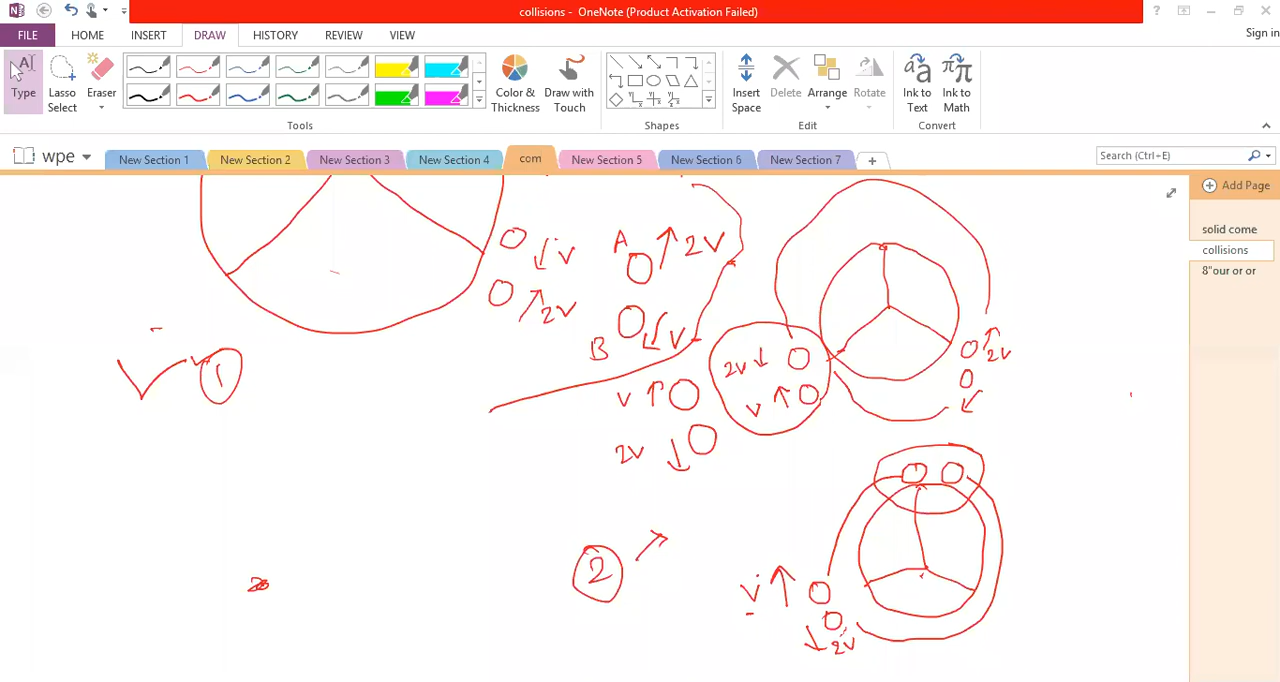 collisions - OneNote (Product Activation Failed)
FILE HOME INSERT DRAW HISTORY REVIEW VIEW
Sign in
Type
Lasso Select
Eraser
Color & Thickness
Draw with Touch
Insert Space
Delete
Arrange
Rotate
Ink to Text
Ink to Math
Tools
Shapes
Edit
Convert
wpe
New Section 1
New Section 2
New Section 3
New Section 4
com
New Section 5
New Section 6
New Section 7
Search (Ctrl+E)
Add Page
solid come
collisions
8"our or
V
2V
A
2V
B
V
V
2V
2V
V
2V
1
2
V
2V